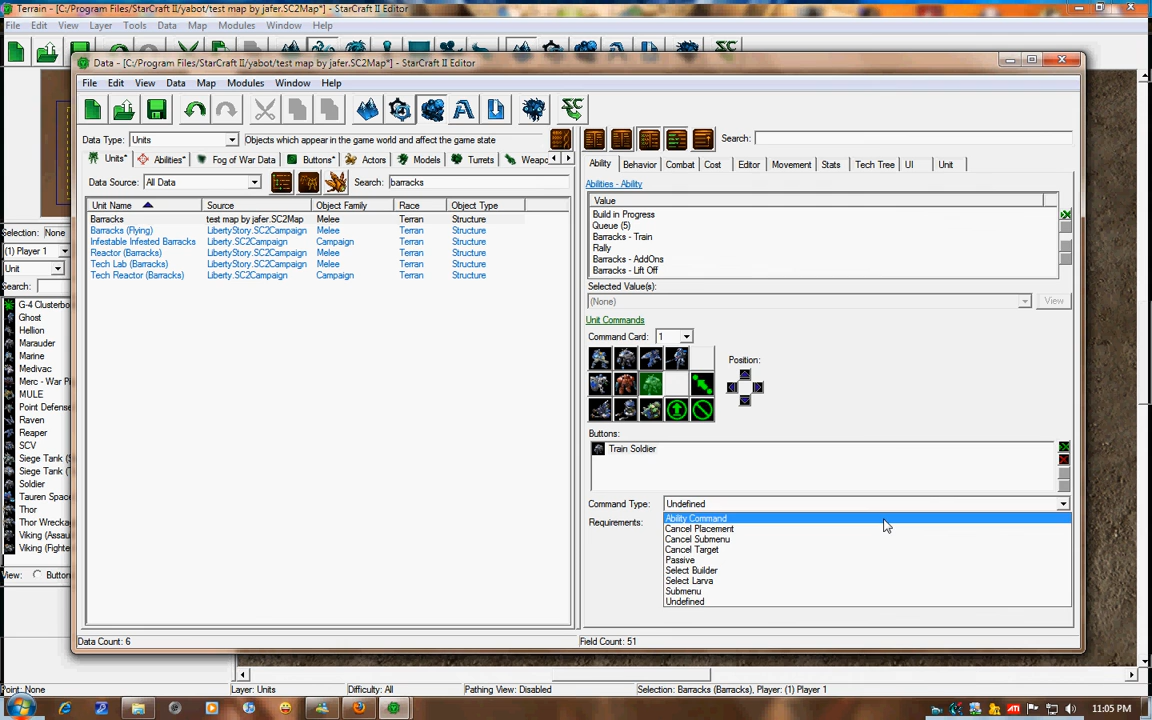 Terrain - [C:/Program Files/StarCraft II/yabot/test map by jafer.SC2Map*] - StarCraft II Editor
File Edit View Layer Tools Data Map Modules Window Help
Data - [C:/Program Files/StarCraft II/yabot/test map by jafer.SC2Map*] - StarCraft II Editor
File Edit View Data Map Modules Window Help
Data Type: Units Objects which appear in the game world and affect the game state
Search:
Units* Abilities* Fog of War Data Buttons* Actors Models Turrets Weapo
Ability Behavior Combat Cost Editor Movement Stats Tech Tree UI Unit
Data Source: All Data Search: barracks
Abilities - Ability
Unit Name Source Object Family Race Object Type
Barracks test map by jafer.SC2Map Melee Terran Structure
Barracks (Flying) LibertyStory.SC2Campaign Melee Terran Structure
Infestable Infested Barracks Liberty.SC2Campaign Campaign Terran Structure
Reactor (Barracks) LibertyStory.SC2Campaign Melee Terran Structure
Tech Lab (Barracks) LibertyStory.SC2Campaign Melee Terran Structure
Tech Reactor (Barracks) Liberty.SC2Campaign Campaign Terran Structure
Value
Build in Progress
Queue (5)
Barracks - Train
Rally
Barracks - AddOns
Barracks - Lift Off
Selected Value(s):
(None) View
Unit Commands
Command Card: 1
Position:
Buttons:
Train Soldier
Command Type: Undefined
Requirements:
Ability Command
Cancel Placement
Cancel Submenu
Cancel Target
Passive
Select Builder
Select Larva
Submenu
Undefined
Data Count: 6
Field Count: 51
Selection: None
(1) Player 1
Unit
Search:
G-4 Clusterbo
Ghost
Hellion
Marauder
Marine
Medivac
Merc - War P
MULE
Point Defense
Raven
Reaper
SCV
Siege Tank (S
Siege Tank (T
Soldier
Tauren Space
Thor
Thor Wreckag
Viking (Assau
Viking (Fighte
View: Button
Point: None Layer: Units Difficulty: All Pathing View: Disabled Selection: Barracks (Barracks), Player: (1) Player 1
ATI 11:05 PM